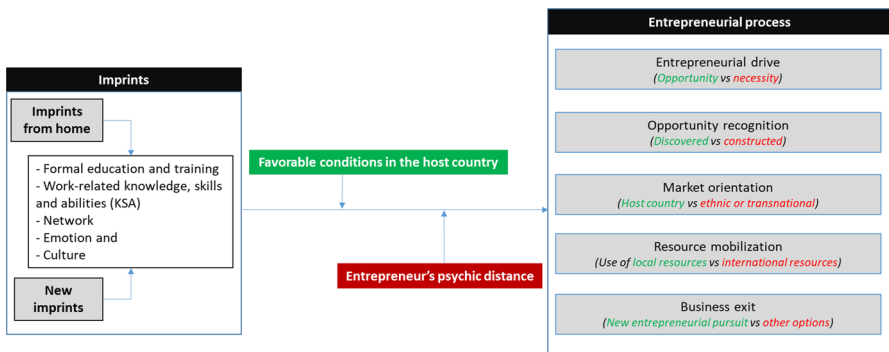 Imprints
Imprints
from home
- Formal education and training
- Work-related knowledge, skills
and abilities (KSA)
- Network
- Emotion and
- Culture
New
imprints
Favorable conditions in the host country
Entrepreneur's psychic distance
Entrepreneurial process
Entrepreneurial drive
(Opportunity vs necessity)
Opportunity recognition
(Discovered vs constructed)
Market orientation
(Host country vs ethnic or transnational)
Resource mobilization
(Use of local resources vs international resources)
Business exit
(New entrepreneurial pursuit vs other options)